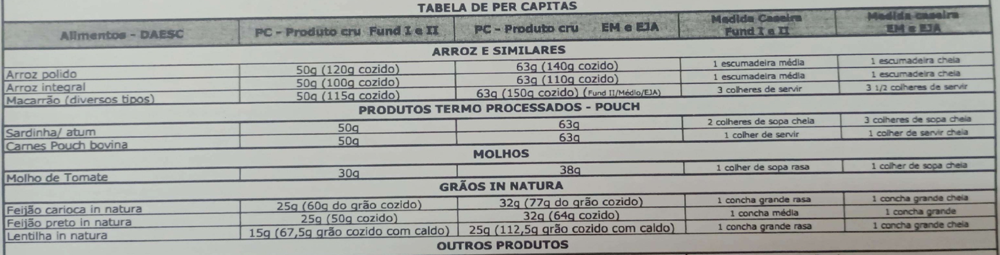 TABELA DE PER CAPITAS
Alimentos - DAESC PC - Produto cru Fund I e II PC - Produto cru EM e EJA Medida Caseira Fund I e II Medida caseira EM e EJA
ARROZ E SIMILARES
Arroz polido 50g (120g cozido) 63g (140g cozido) 1 escumadeira média 1 escumadeira cheia
Arroz integral 50g (100g cozido) 63g (110g cozido) 1 escumadeira média 1 escumadeira cheia
Macarrão (diversos tipos) 50g (115g cozido) 63g (150g cozido) (Fund II/Médio/EJA) 3 colheres de servir 3 1/2 colheres de servir
PRODUTOS TERMO PROCESSADOS - POUCH
Sardinha/ atum 50g 63g 2 colheres de sopa cheia 3 colheres de sopa cheia
Carnes Pouch bovina 50g 63g 1 colher de servir 1 colher de servir cheia
MOLHOS
Molho de Tomate 30g 38g 1 colher de sopa rasa 1 colher de sopa cheia
GRÃOS IN NATURA
Feijão carioca in natura 25g (60g do grão cozido) 32g (77g do grão cozido) 1 concha grande rasa 1 concha grande cheia
Feijão preto in natura 25g (50g cozido) 32g (64g cozido) 1 concha média 1 concha grande
Lentilha in natura 15g (67,5g grão cozido com caldo) 25g (112,5g grão cozido com caldo) 1 concha grande rasa 1 concha grande cheia
OUTROS PRODUTOS